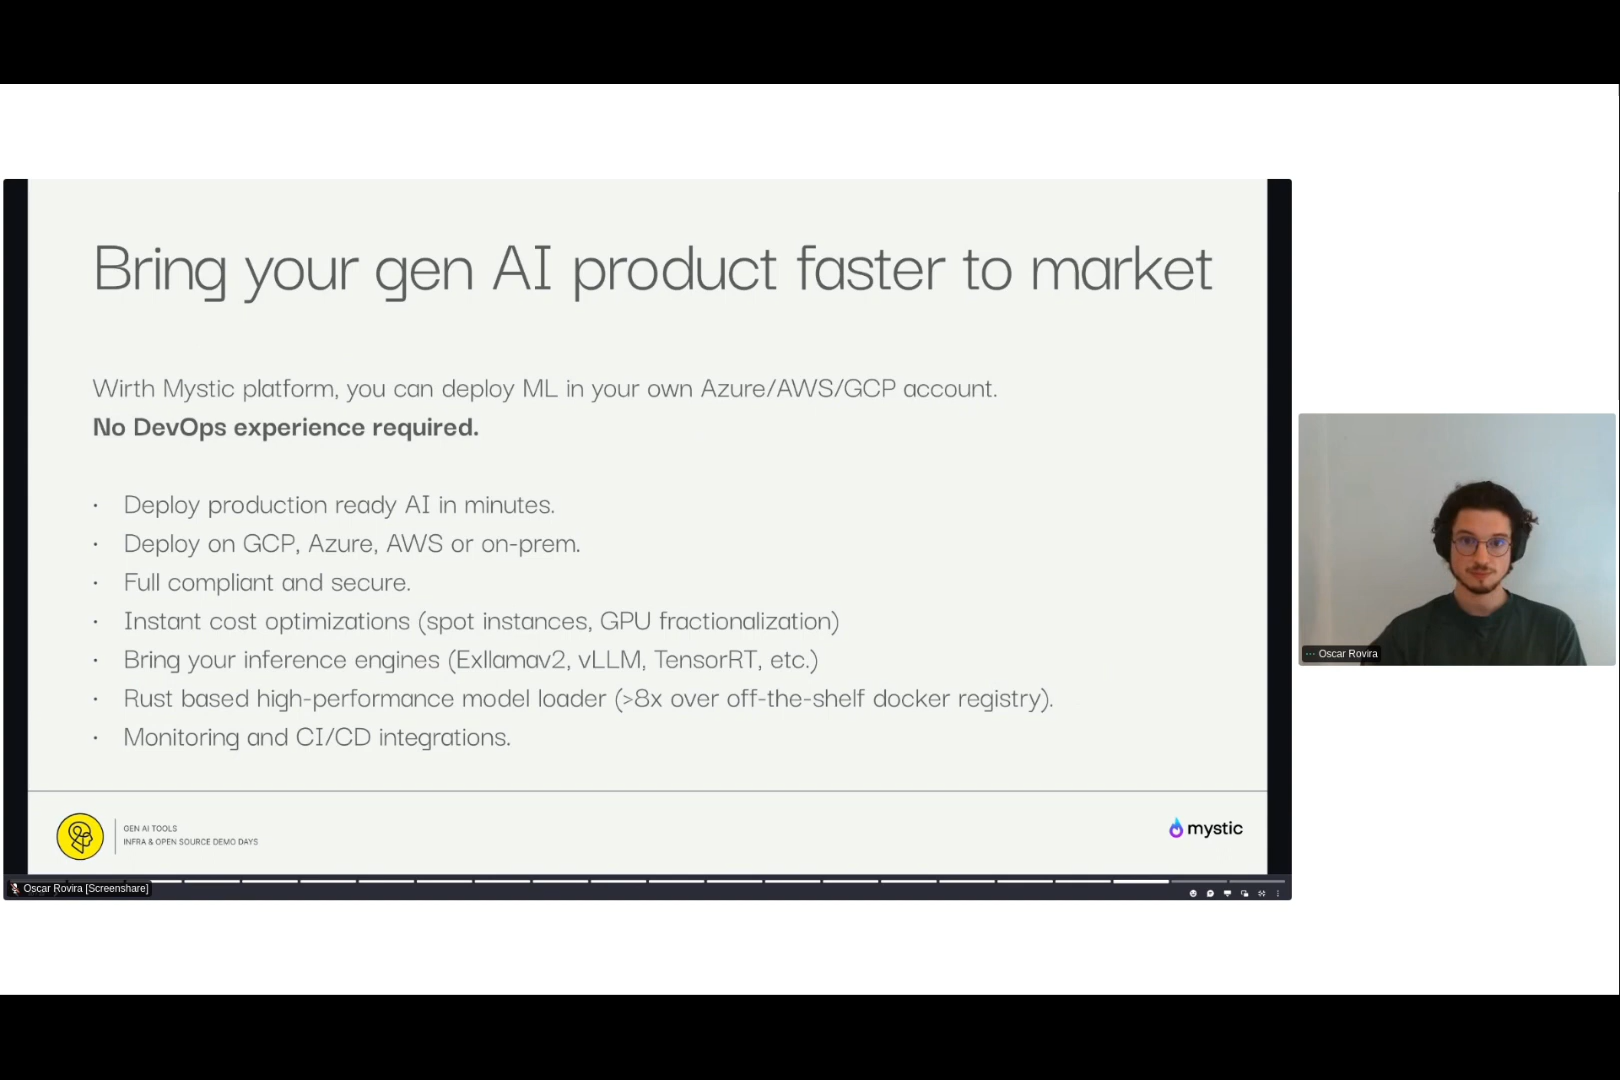 Bring your gen AI product faster to market
Wirth Mystic platform, you can deploy ML in your own Azure/AWS/GCP account.
No DevOps experience required.
· Deploy production ready AI in minutes.
· Deploy on GCP, Azure, AWS or on-prem.
· Full compliant and secure.
· Instant cost optimizations (spot instances, GPU fractionalization)
· Bring your inference engines (Exllamav2, vLLM, TensorRT, etc.)
· Rust based high-performance model loader (>8x over off-the-shelf docker registry).
· Monitoring and CI/CD integrations.
GEN AI TOOLS
INFRA & OPEN SOURCE DEMO DAYS
mystic
Oscar Rovira [Screenshare]
Oscar Rovira